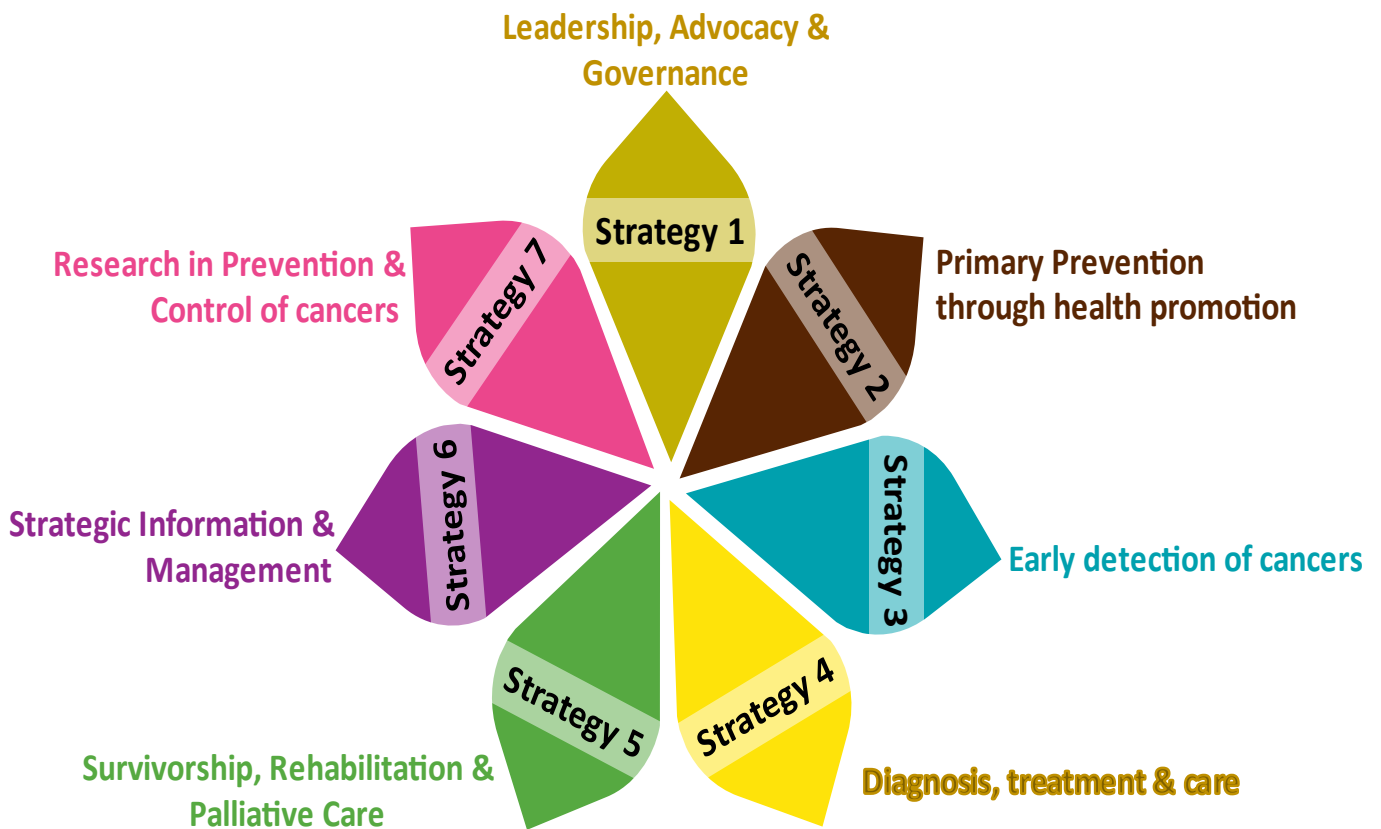 Leadership, Advocacy &
Governance
Strategy 1
Strategy 2
Primary Prevention
through health promotion
Strategy 3
Early detection of cancers
Strategy 4
Diagnosis, treatment & care
Strategy 5
Survivorship, Rehabilitation &
Palliative Care
Strategy 6
Strategic Information &
Management
Strategy 7
Research in Prevention &
Control of cancers